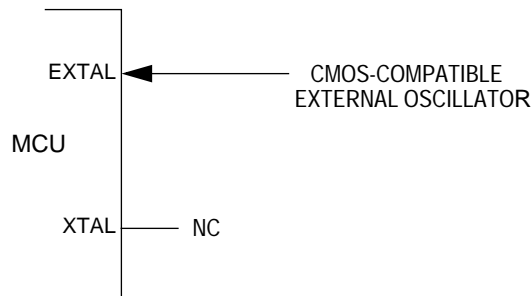 EXTAL
CMOS-COMPATIBLE
EXTERNAL OSCILLATOR
MCU
XTAL
NC